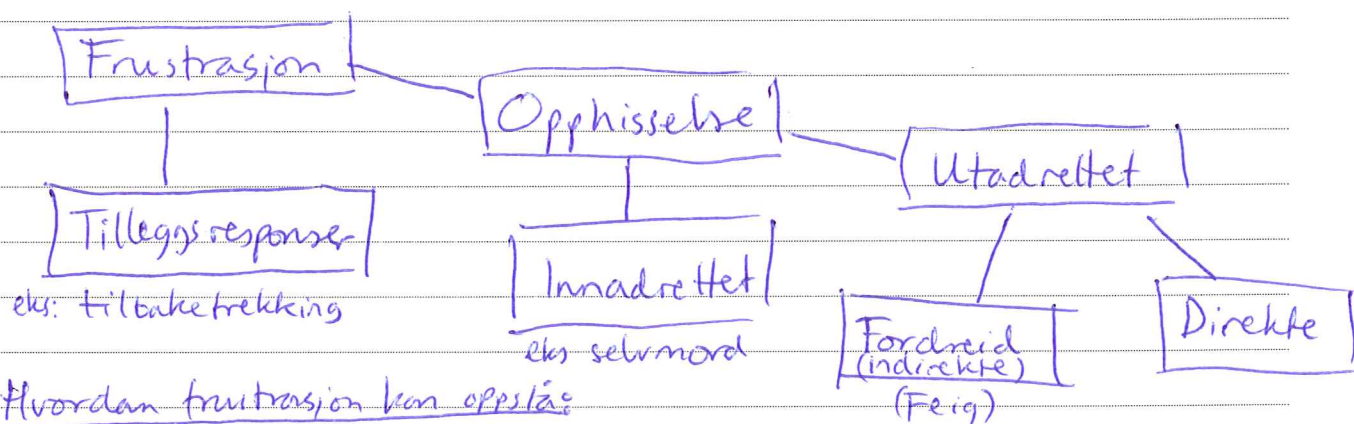 Frustrasjon
Opphisselse
Utadrettet
Tilleggsresponser
eks: tilbaketrekking
Innadrettet
eks selvmord
Fordreid
(indirekte)
(Feig)
Direkte
Hvordan frustrasjon kan oppstå: